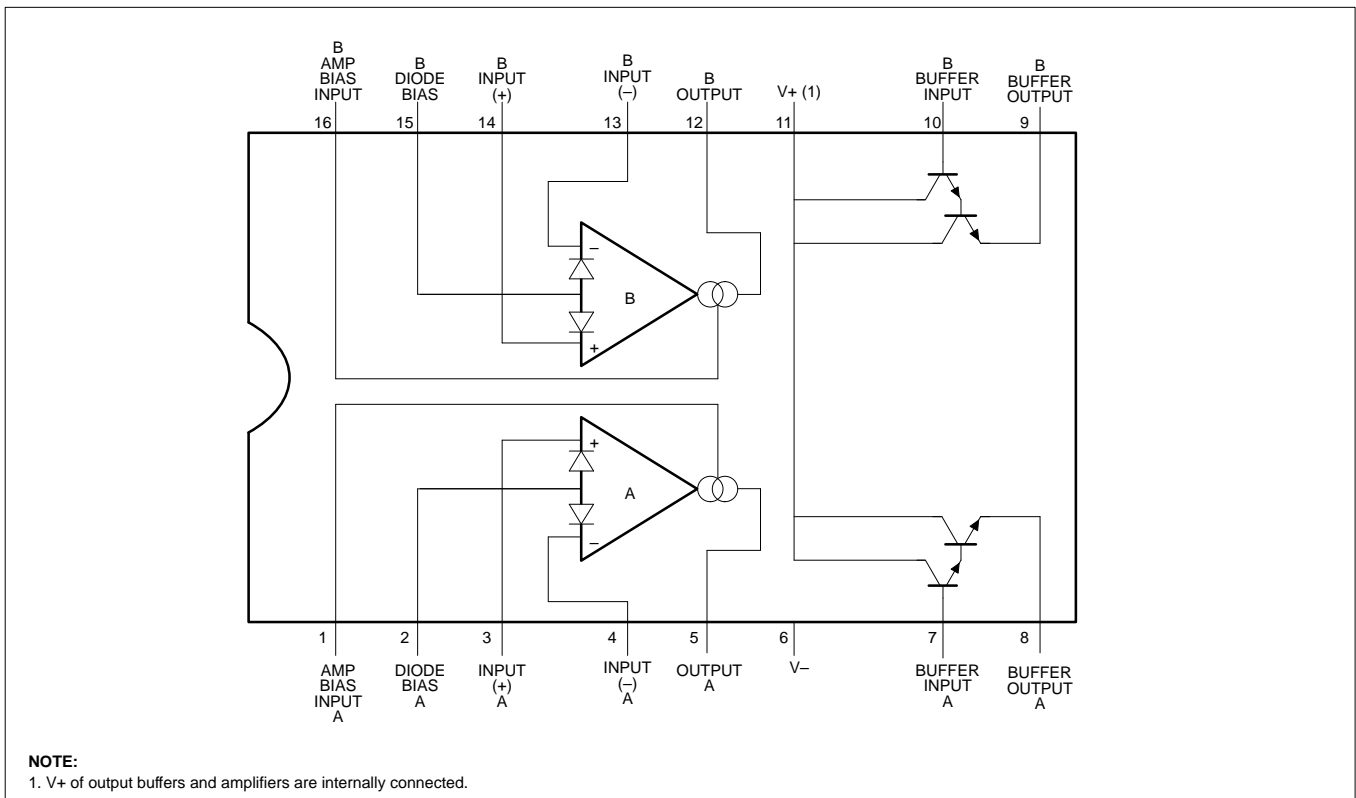 B
AMP
BIAS
INPUT
B
DIODE
BIAS
B
INPUT
(+)
B
INPUT
(–)
B
OUTPUT
V+ (1)
B
BUFFER
INPUT
B
BUFFER
OUTPUT
16
15
14
13
12
11
10
9
–
B
+
+
A
–
1
2
3
4
5
6
7
8
AMP
BIAS
INPUT
A
DIODE
BIAS
A
INPUT
(+)
A
INPUT
(–)
A
OUTPUT
A
V–
BUFFER
INPUT
A
BUFFER
OUTPUT
A
NOTE:
1. V+ of output buffers and amplifiers are internally connected.